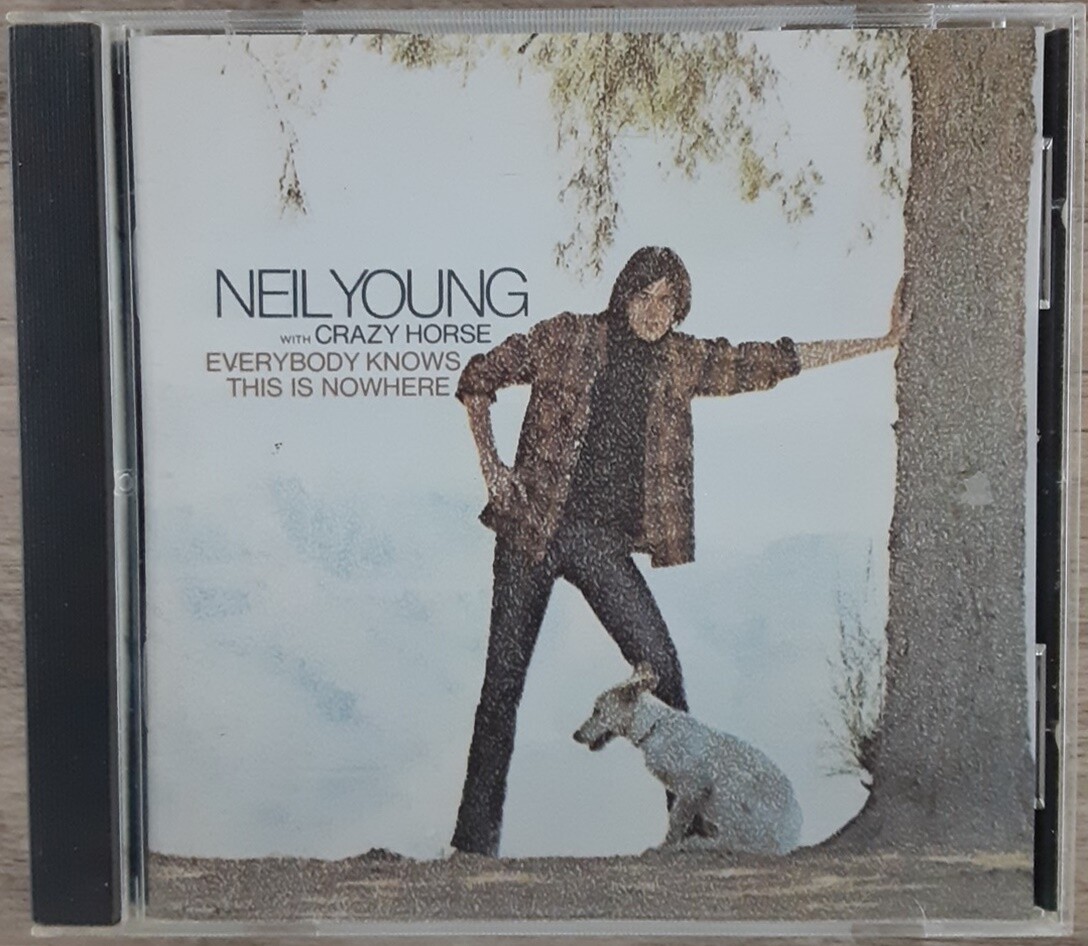 NEIL YOUNG
WITH CRAZY HORSE
EVERYBODY KNOWS
THIS IS NOWHERE